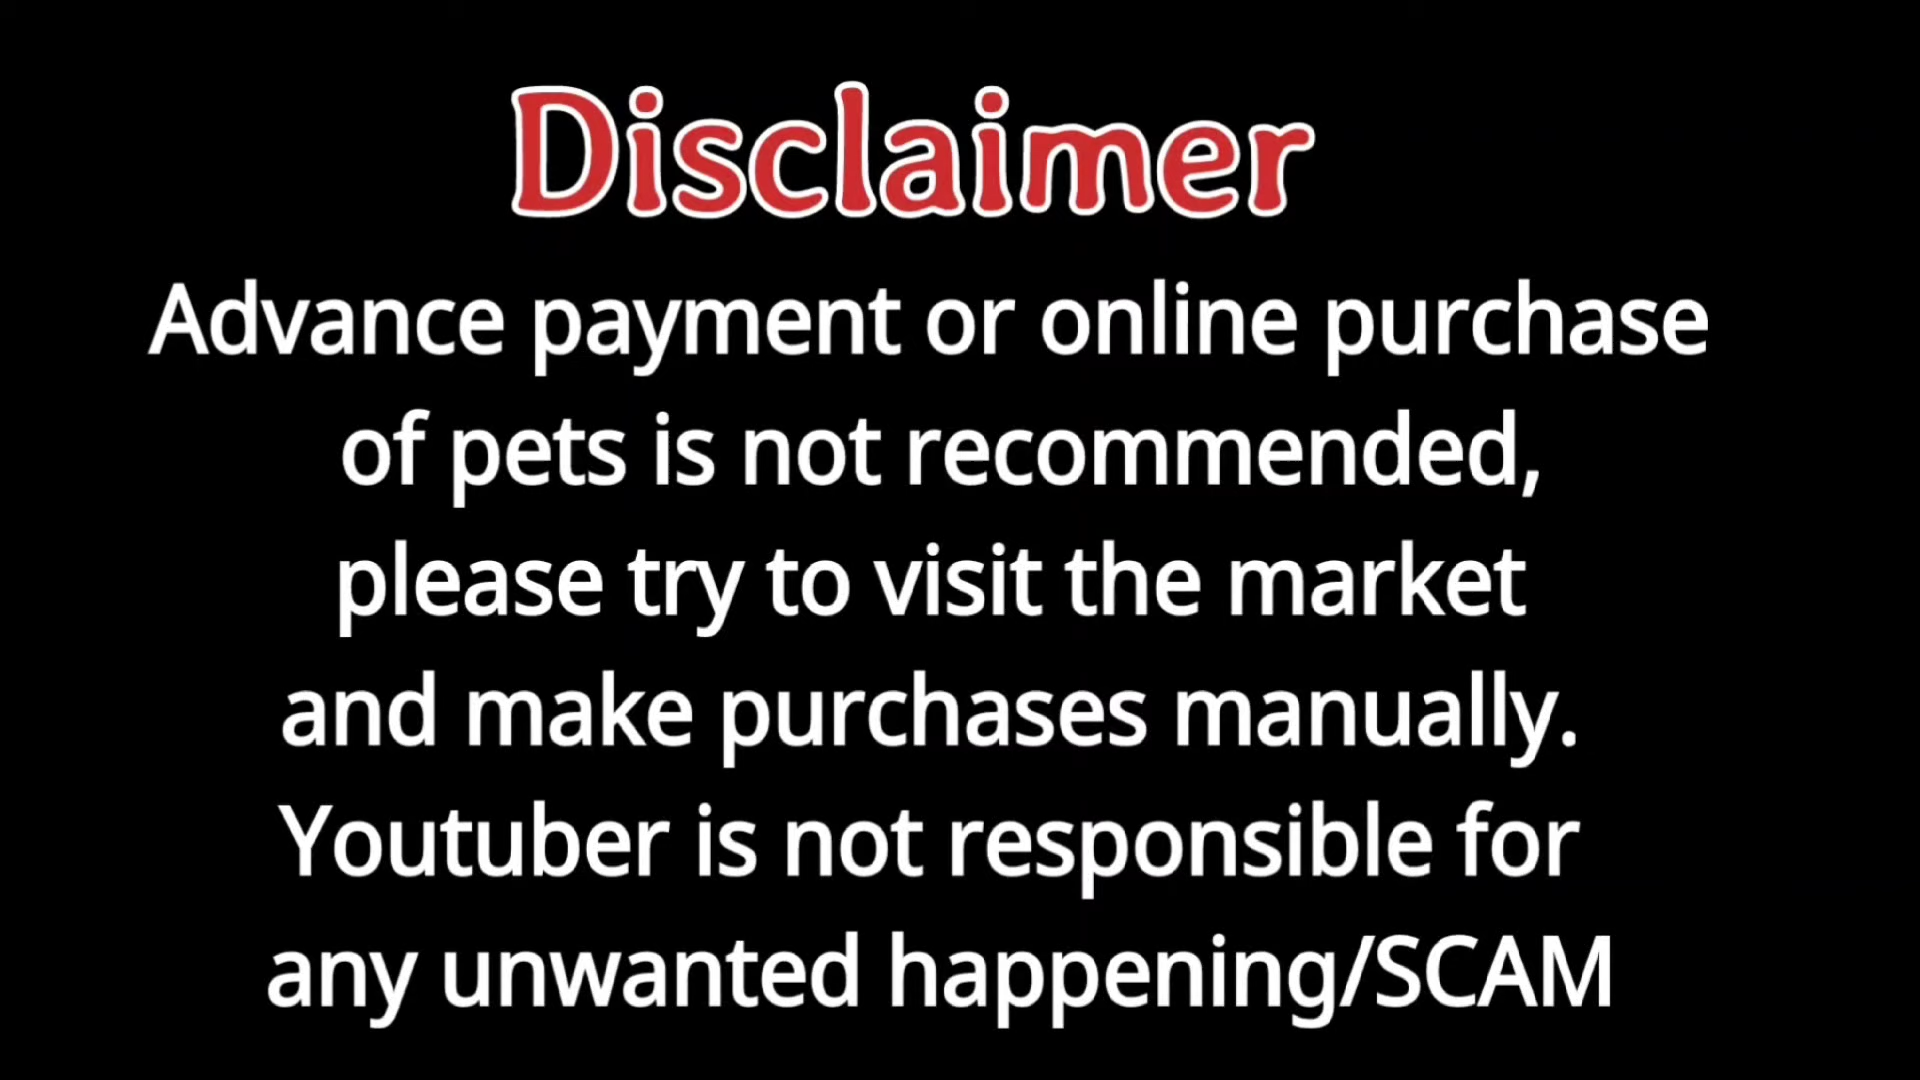 Disclaimer
Advance payment or online purchase
of pets is not recommended,
please try to visit the market
and make purchases manually.
Youtuber is not responsible for
any unwanted happening/SCAM